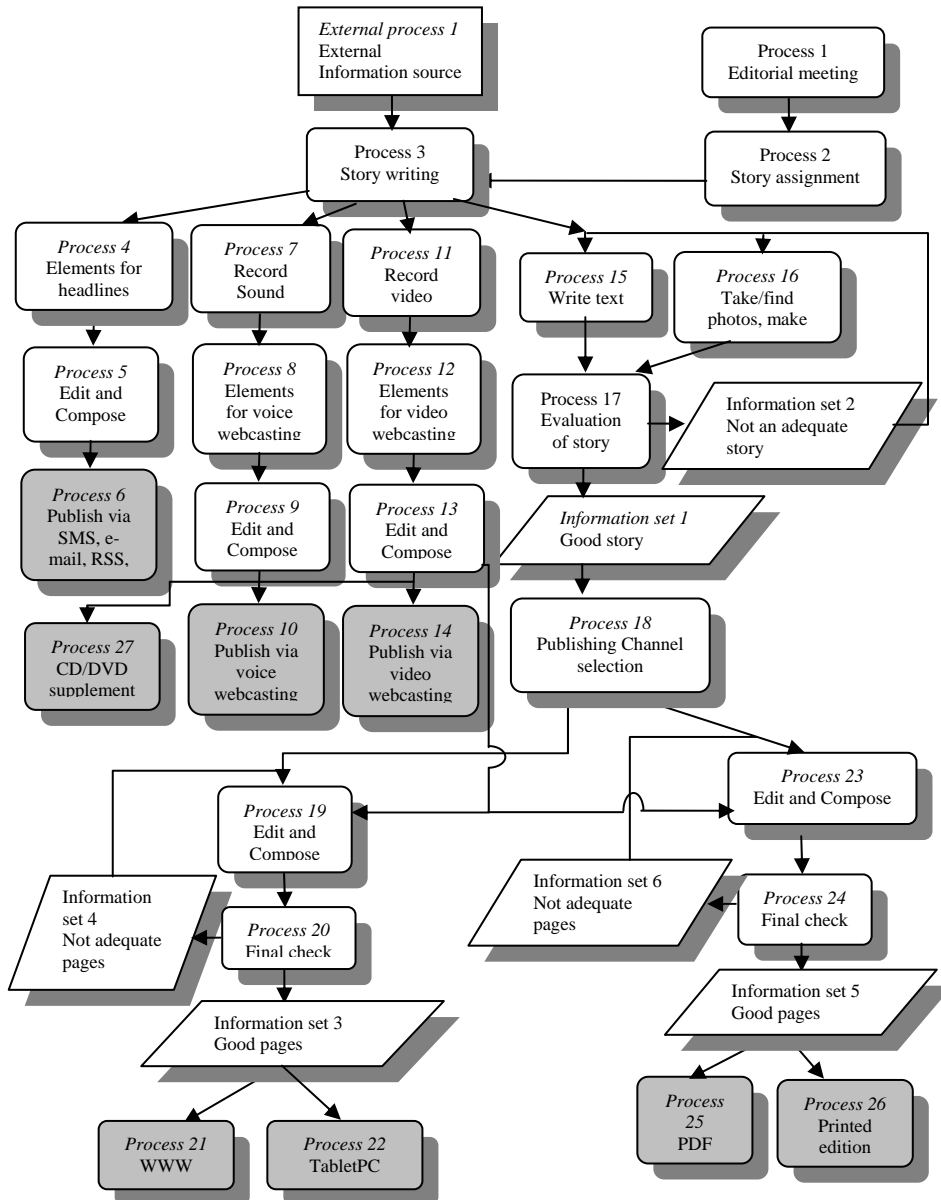 External process 1
External
Information source
Process 1
Editorial meeting
Process 3
Story writing
Process 2
Story assignment
Process 4
Elements for
headlines
Process 7
Record
Sound
Process 11
Record
video
Process 15
Write text
Process 16
Take/find
photos, make
Process 5
Edit and
Compose
Process 8
Elements
for voice
webcasting
Process 12
Elements
for video
webcasting
Process 17
Evaluation
of story
Information set 2
Not an adequate
story
Process 6
Publish via
SMS, e-
mail, RSS,
Process 9
Edit and
Compose
Process 13
Edit and
Compose
Information set 1
Good story
Process 27
CD/DVD
supplement
Process 10
Publish via
voice
webcasting
Process 14
Publish via
video
webcasting
Process 18
Publishing Channel
selection
Process 19
Edit and
Compose
Process 23
Edit and Compose
Information
set 4
Not adequate
pages
Process 20
Final check
Information set 6
Not adequate
pages
Process 24
Final check
Information set 3
Good pages
Information set 5
Good pages
Process 21
WWW
Process 22
TabletPC
Process
25
PDF
Process 26
Printed
edition